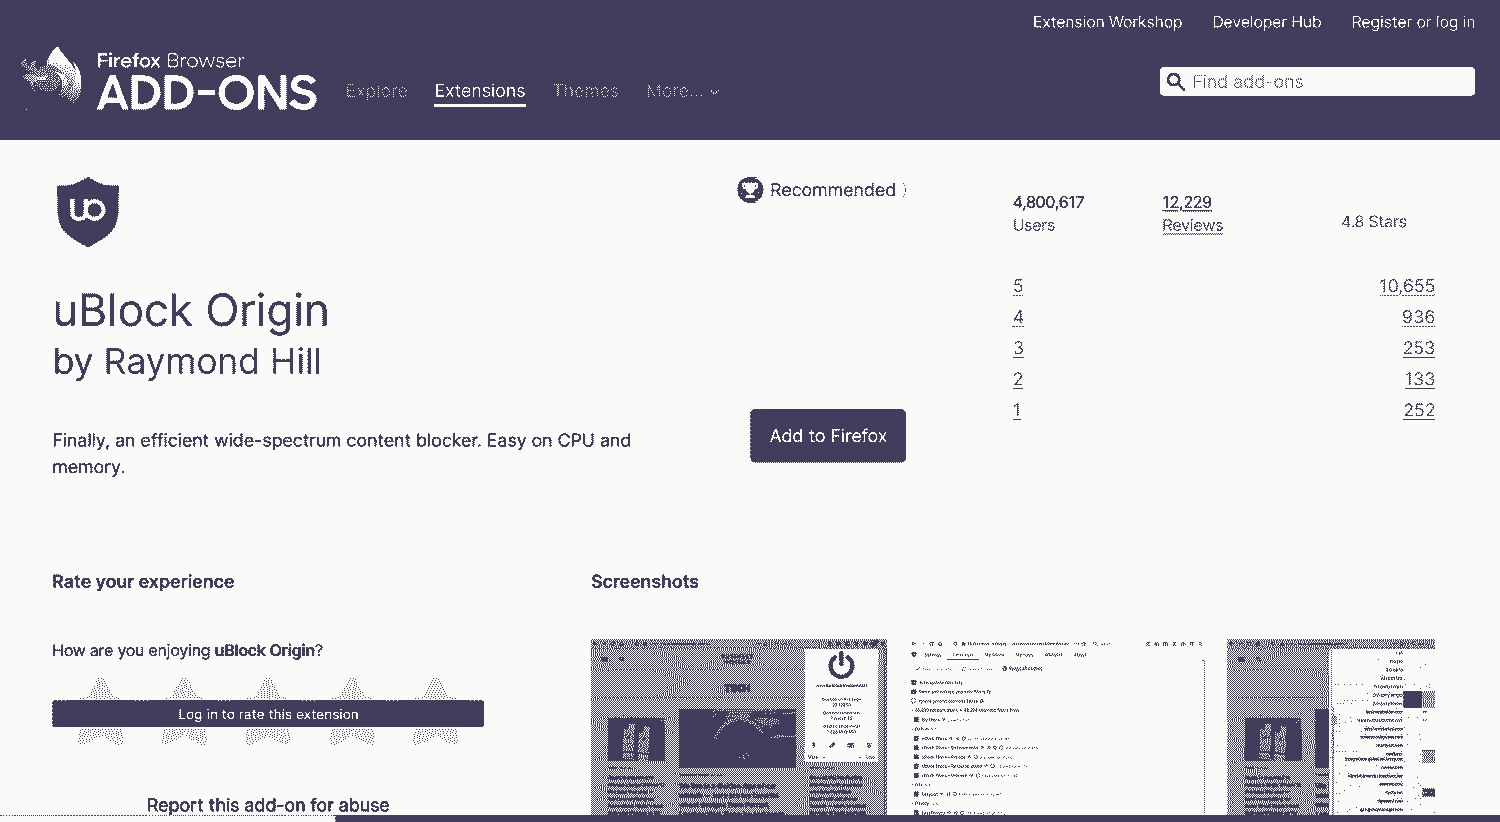 Extension Workshop Developer Hub Register or log in
Firefox Browser
ADD-ONS
Explore Extensions Themes More...
Find add-ons
uo
Recommended
4,800,617
Users
12,229
Reviews
4.8 Stars
5 10,655
4 936
3 253
2 133
1 252
uBlock Origin
by Raymond Hill
Finally, an efficient wide-spectrum content blocker. Easy on CPU and
memory.
Add to Firefox
Rate your experience
How are you enjoying uBlock Origin?
Log in to rate this extension
Report this add-on for abuse
Screenshots
TECH